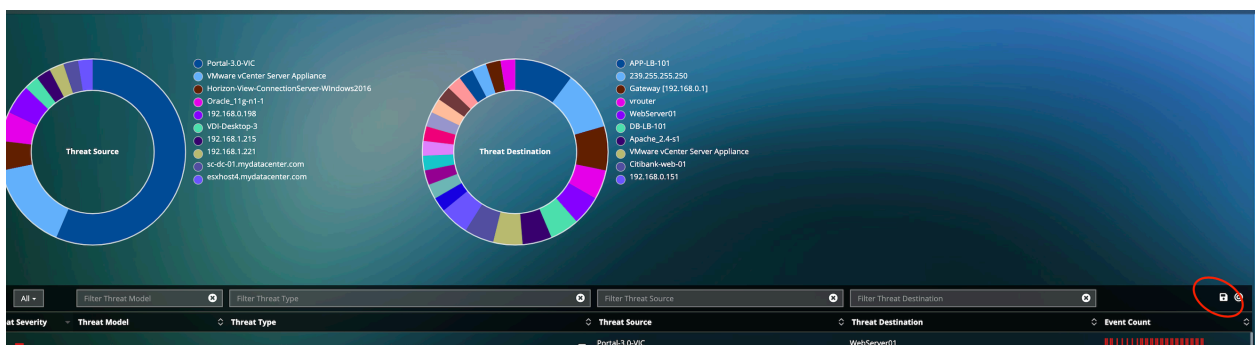 Threat Source
Portal-3.0-VIC
VMware vCenter Server Appliance
Horizon-View-ConnectionServer-Windows2016
Oracle_11g-n1-1
192.168.0.198
VDI-Desktop-3
192.168.1.215
192.168.1.221
sc-dc-01.mydatacenter.com
esxhost4.mydatacenter.com
Threat Destination
APP-LB-101
239.255.255.250
Gateway [192.168.0.1]
vrouter
WebServer01
DB-LB-101
Apache_2.4-s1
VMware vCenter Server Appliance
Citibank-web-01
192.168.0.151
All Filter Threat Model Filter Threat Type Filter Threat Source Filter Threat Destination
at Severity Threat Model Threat Type Threat Source Threat Destination Event Count
Portal-3.0-VIC WebServer01